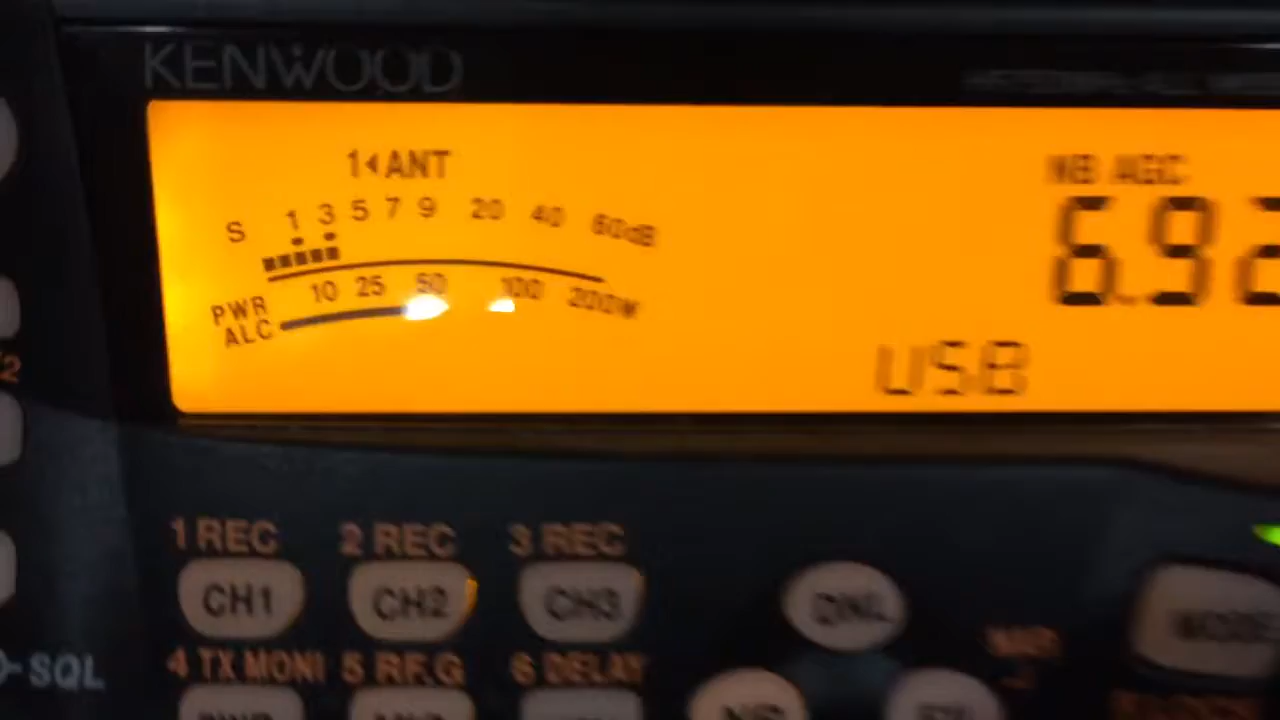 KENWOOD
1◂ANT
NB AGC
S 1 3 5 7 9 20 40 60dB
6.92
PWR 10 25 50 100 200W
ALC
USB
1 REC 2 REC 3 REC
CH1 CH2 CH3
DNL
MODE
-SQL
4 TX MONI 5 RF.G 6 DELAY